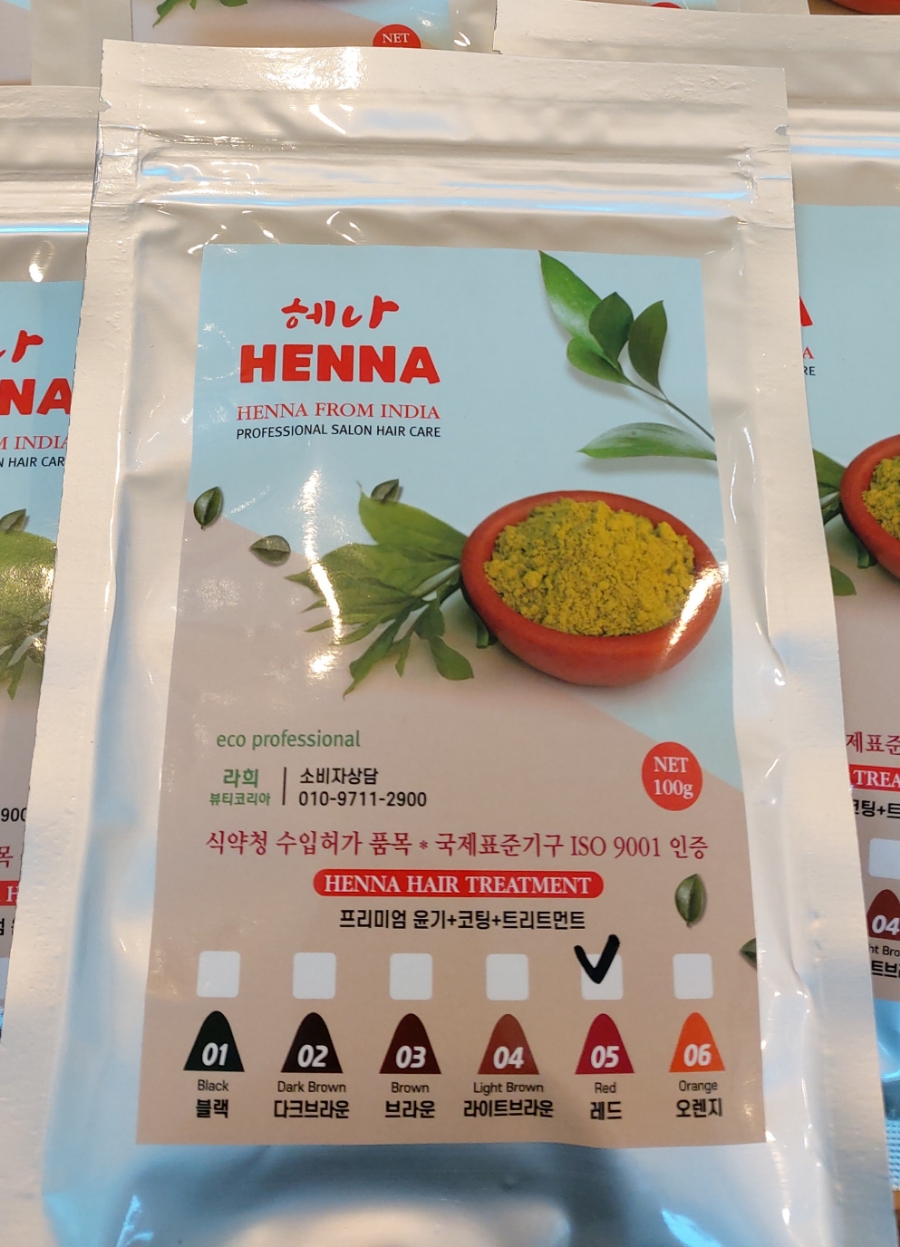 NET
헤나
HENNA
HENNA FROM INDIA
PROFESSIONAL SALON HAIR CARE
eco professional
라희
뷰티코리아
소비자상담
010-9711-2900
NET
100g
식약청 수입허가 품목 * 국제표준기구 ISO 9001 인증
HENNA HAIR TREATMENT
프리미엄 윤기+코팅+트리트먼트
01 02 03 04 05 06
Black Dark Brown Brown Light Brown Red Orange
블랙 다크브라운 브라운 라이트브라운 레드 오렌지
INDIA
HAIR
04